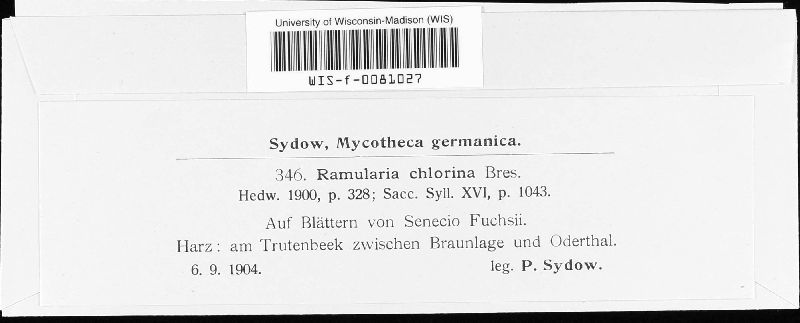 University of Wisconsin-Madison (WIS)
WIS-f-0081027
Sydow, Mycotheca germanica.
346. Ramularia chlorina Bres.
Hedw. 1900, p. 328; Sacc. Syll. XVI, p. 1043.
Auf Blättern von Senecio Fuchsii.
Harz: am Trutenbeek zwischen Braunlage und Oderthal.
6. 9. 1904. leg. P. Sydow.